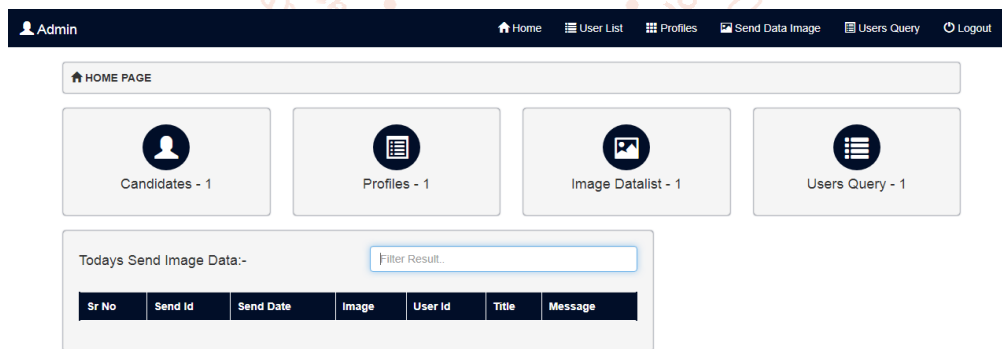 Admin Home User List Profiles Send Data Image Users Query Logout
HOME PAGE
Candidates - 1 Profiles - 1 Image Datalist - 1 Users Query - 1
Todays Send Image Data:- Filter Result..
Sr No Send Id Send Date Image User Id Title Message